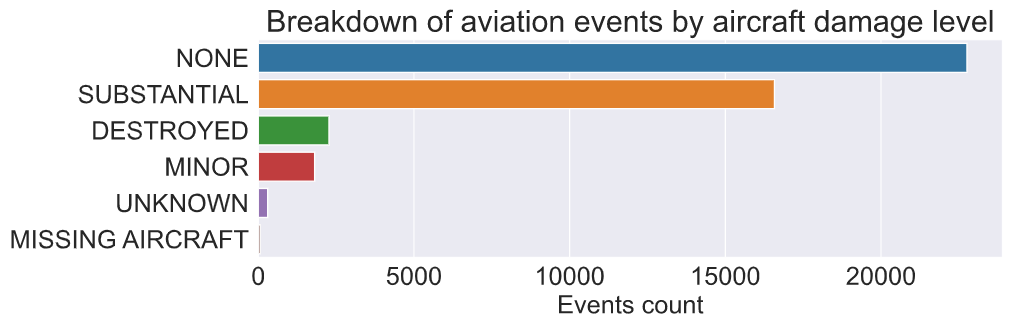 Breakdown of aviation events by aircraft damage level
NONE
SUBSTANTIAL
DESTROYED
MINOR
UNKNOWN
MISSING AIRCRAFT
0 5000 10000 15000 20000
Events count